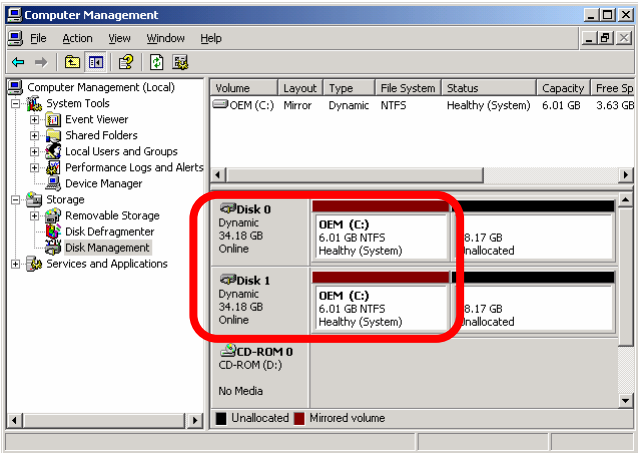 Computer Management
File Action View Window Help
Computer Management (Local)
System Tools
Event Viewer
Shared Folders
Local Users and Groups
Performance Logs and Alerts
Device Manager
Storage
Removable Storage
Disk Defragmenter
Disk Management
Services and Applications
Volume Layout Type File System Status Capacity Free Sp
OEM (C:) Mirror Dynamic NTFS Healthy (System) 6.01 GB 3.63 GB
Disk 0
Dynamic
34.18 GB
Online
OEM (C:)
6.01 GB NTFS
Healthy (System)
8.17 GB
nallocated
Disk 1
Dynamic
34.18 GB
Online
OEM (C:)
6.01 GB NTFS
Healthy (System)
8.17 GB
nallocated
CD-ROM 0
CD-ROM (D:)
No Media
Unallocated Mirrored volume